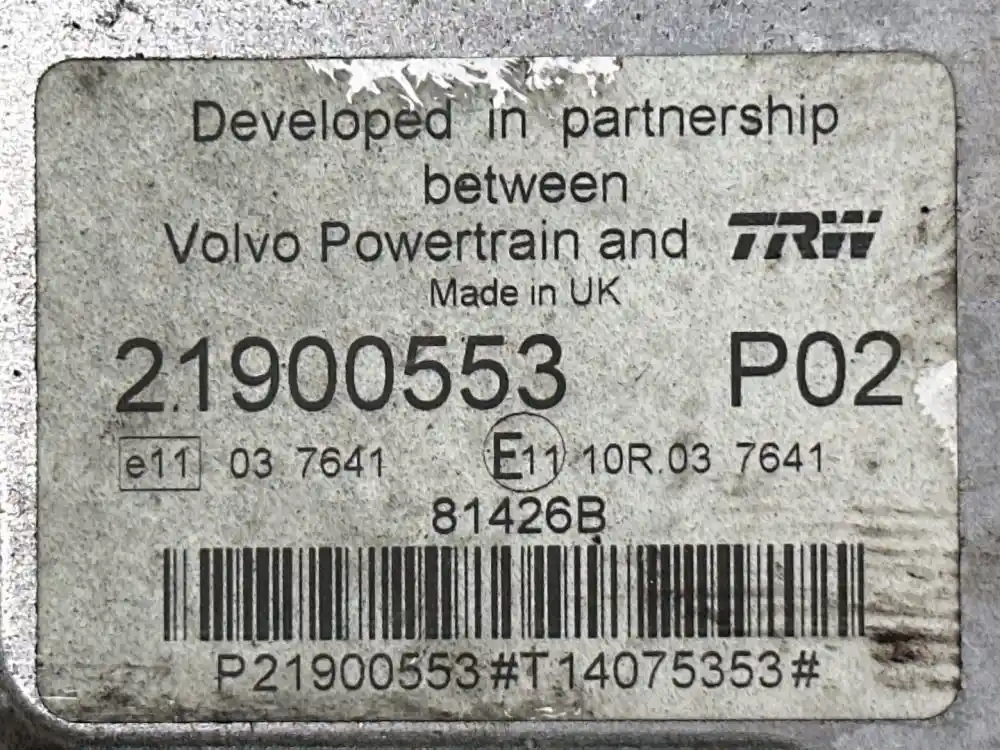 Developed in partnership
between
Volvo Powertrain and TRW
Made in UK
21900553 P02
e11 03 7641 E11 10R.03 7641
81426B
P21900553#T14075353#